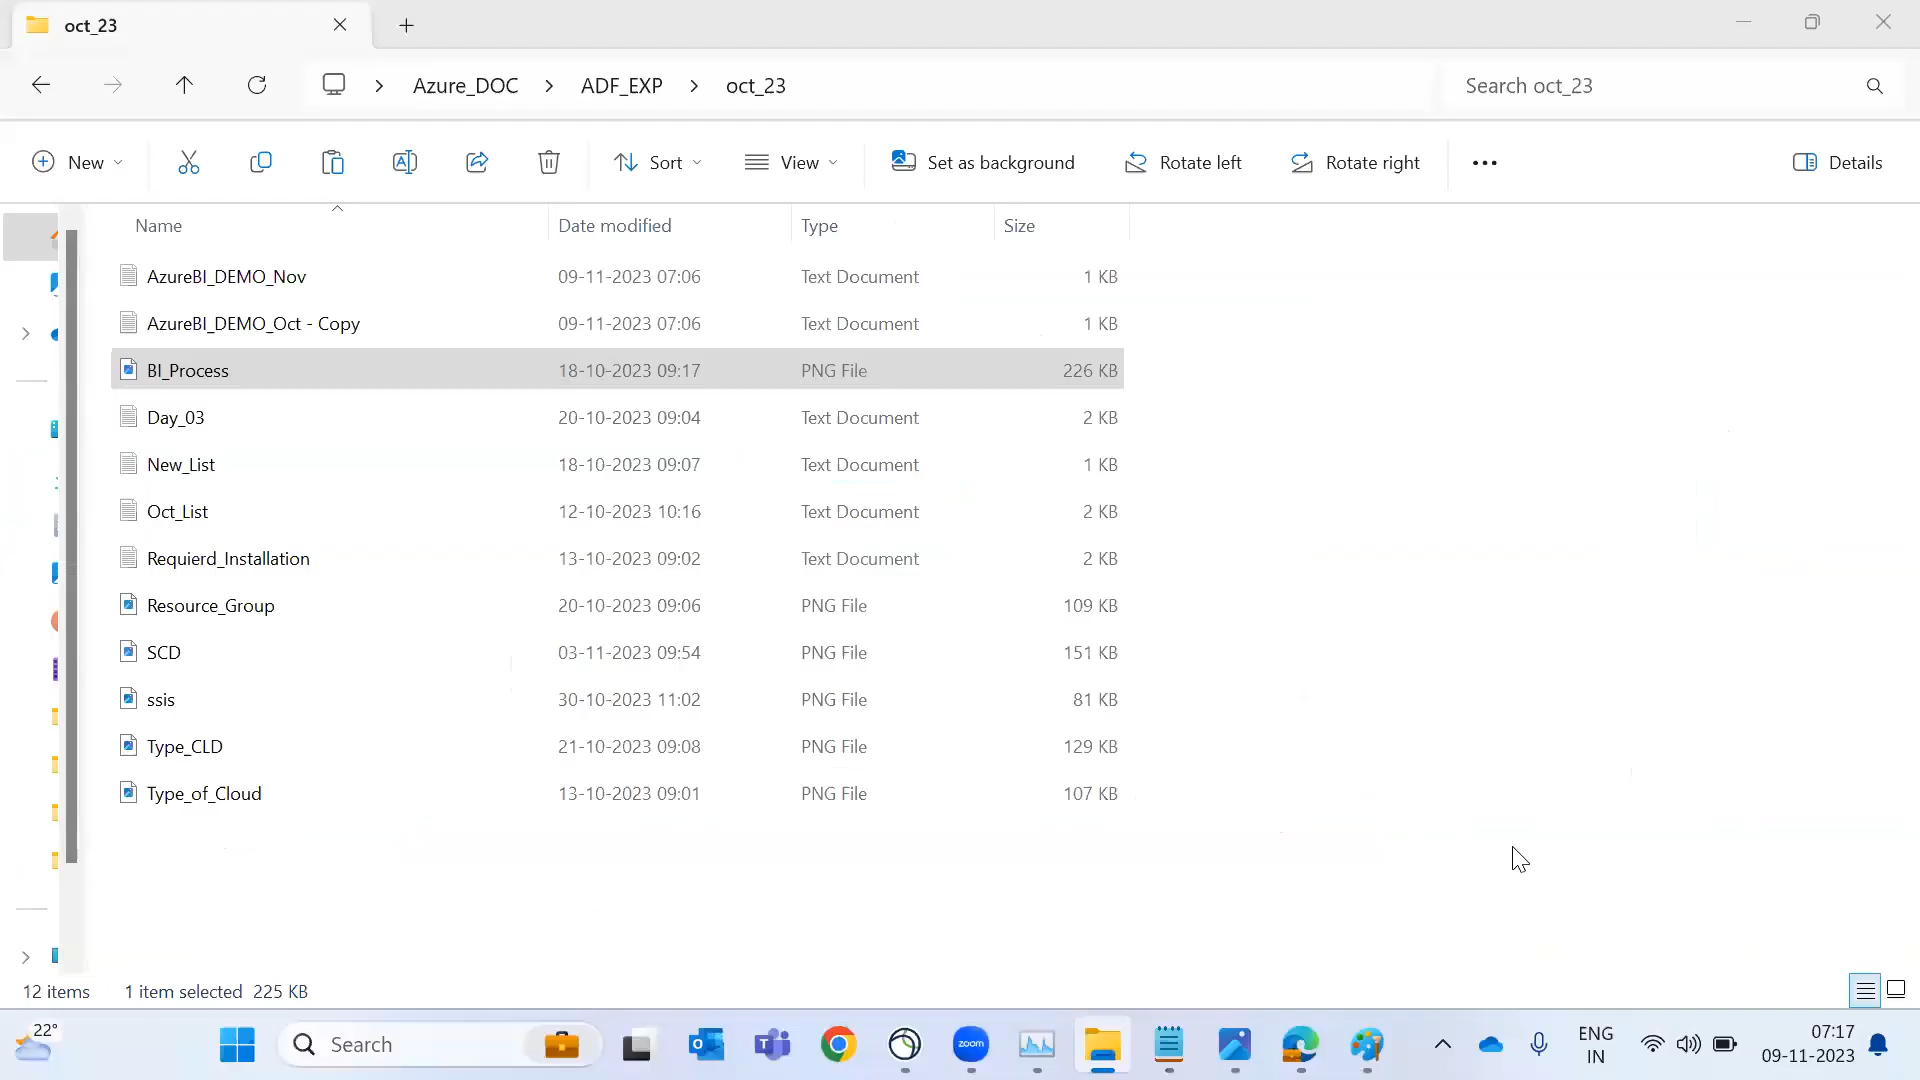 oct_23
Azure_DOC ADF_EXP oct_23 Search oct_23
New Sort View Set as background Rotate left Rotate right Details
Name Date modified Type Size
AzureBI_DEMO_Nov 09-11-2023 07:06 Text Document 1 KB
AzureBI_DEMO_Oct - Copy 09-11-2023 07:06 Text Document 1 KB
BI_Process 18-10-2023 09:17 PNG File 226 KB
Day_03 20-10-2023 09:04 Text Document 2 KB
New_List 18-10-2023 09:07 Text Document 1 KB
Oct_List 12-10-2023 10:16 Text Document 2 KB
Requierd_Installation 13-10-2023 09:02 Text Document 2 KB
Resource_Group 20-10-2023 09:06 PNG File 109 KB
SCD 03-11-2023 09:54 PNG File 151 KB
ssis 30-10-2023 11:02 PNG File 81 KB
Type_CLD 21-10-2023 09:08 PNG File 129 KB
Type_of_Cloud 13-10-2023 09:01 PNG File 107 KB
12 items 1 item selected 225 KB
22° Search zoom ENG 07:17
IN 09-11-2023